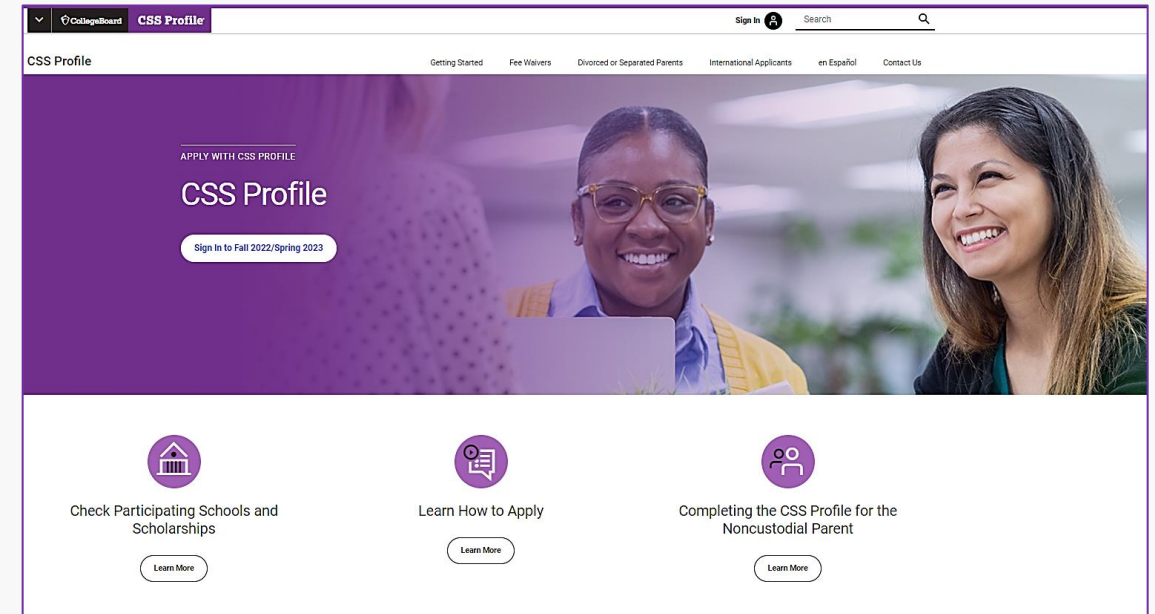 CollegeBoard CSS Profile
Sign In Search
CSS Profile
Getting Started Fee Waivers Divorced or Separated Parents International Applicants en Español Contact Us
APPLY WITH CSS PROFILE
CSS Profile
Sign In to Fall 2022/Spring 2023
Check Participating Schools and
Scholarships
Learn More
Learn How to Apply
Learn More
Completing the CSS Profile for the
Noncustodial Parent
Learn More